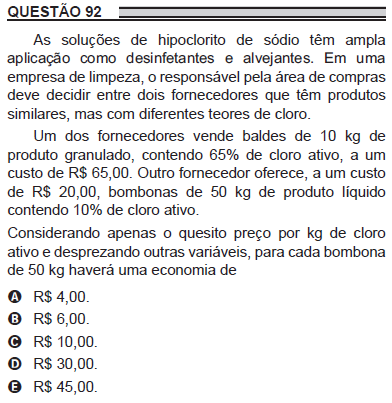 QUESTÃO 92
As soluções de hipoclorito de sódio têm ampla
aplicação como desinfetantes e alvejantes. Em uma
empresa de limpeza, o responsável pela área de compras
deve decidir entre dois fornecedores que têm produtos
similares, mas com diferentes teores de cloro.
Um dos fornecedores vende baldes de 10 kg de
produto granulado, contendo 65% de cloro ativo, a um
custo de R$ 65,00. Outro fornecedor oferece, a um custo
de R$ 20,00, bombonas de 50 kg de produto líquido
contendo 10% de cloro ativo.
Considerando apenas o quesito preço por kg de cloro
ativo e desprezando outras variáveis, para cada bombona
de 50 kg haverá uma economia de
A R$ 4,00.
B R$ 6,00.
C R$ 10,00.
D R$ 30,00.
E R$ 45,00.